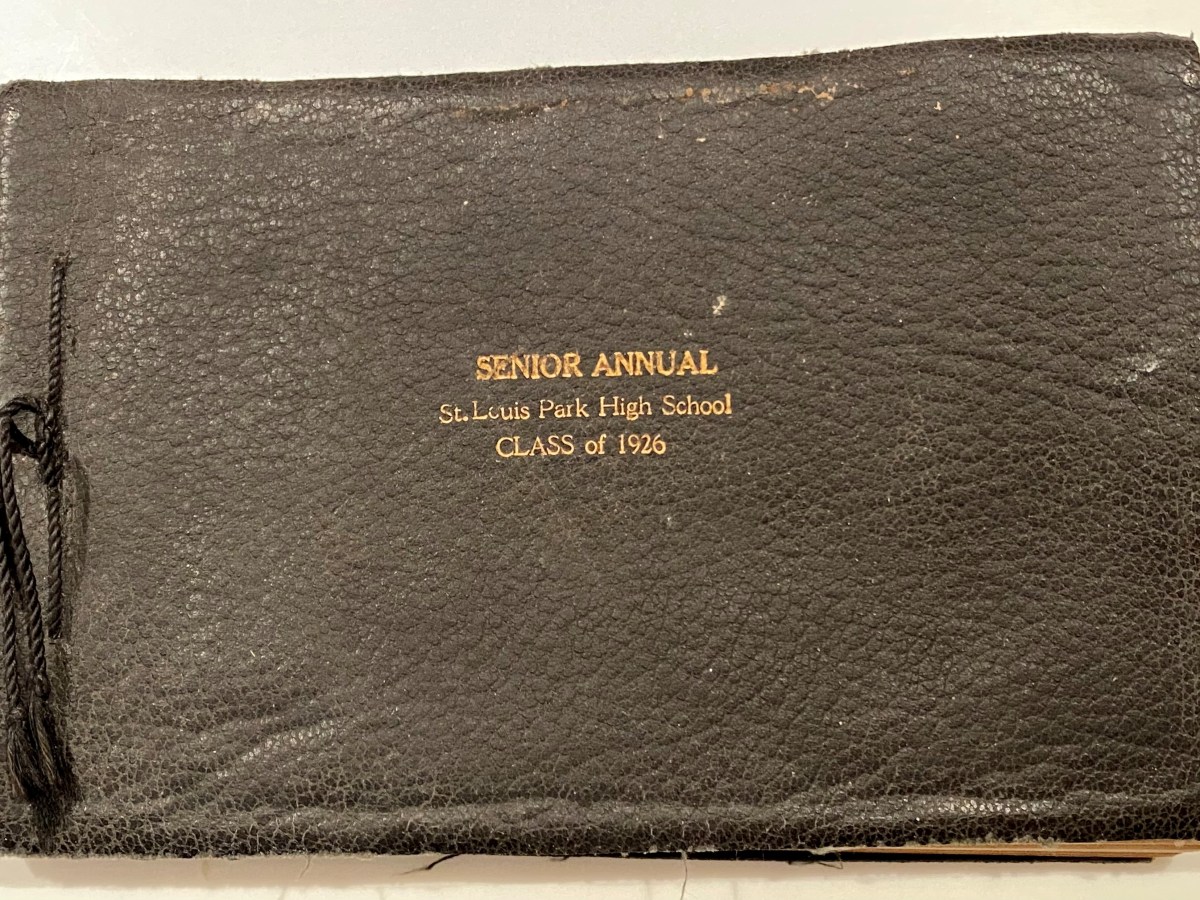 SENIOR ANNUAL
St. Louis Park High School
CLASS of 1926